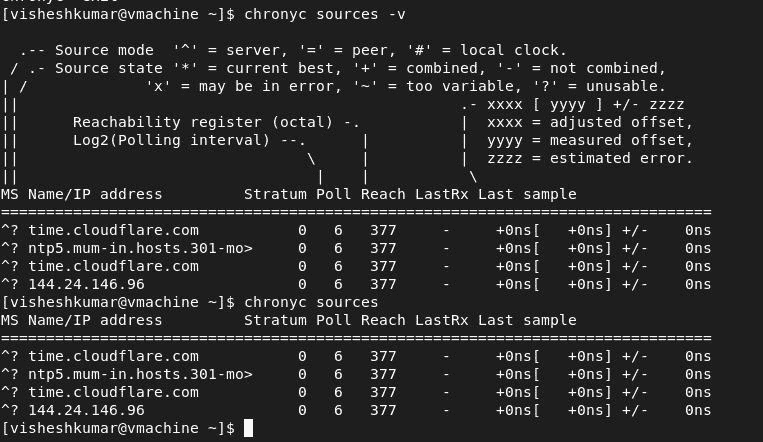 [visheshkumar@vmachine ~]$ chronyc sources -v

  .-- Source mode  '^' = server, '=' = peer, '#' = local clock.
 / .- Source state '*' = current best, '+' = combined, '-' = not combined,
| /             'x' = may be in error, '~' = too variable, '?' = unusable.
||                                                 .- xxxx [ yyyy ] +/- zzzz
||      Reachability register (octal) -.           |  xxxx = adjusted offset,
||      Log2(Polling interval) --.      |          |  yyyy = measured offset,
||                                \     |          |  zzzz = estimated error.
||                                 |    |           \
MS Name/IP address         Stratum Poll Reach LastRx Last sample
===============================================================================
^? time.cloudflare.com           0   6   377     -     +0ns[   +0ns] +/-    0ns
^? ntp5.mum-in.hosts.301-mo>     0   6   377     -     +0ns[   +0ns] +/-    0ns
^? time.cloudflare.com           0   6   377     -     +0ns[   +0ns] +/-    0ns
^? 144.24.146.96                 0   6   377     -     +0ns[   +0ns] +/-    0ns
[visheshkumar@vmachine ~]$ chronyc sources
MS Name/IP address         Stratum Poll Reach LastRx Last sample
===============================================================================
^? time.cloudflare.com           0   6   377     -     +0ns[   +0ns] +/-    0ns
^? ntp5.mum-in.hosts.301-mo>     0   6   377     -     +0ns[   +0ns] +/-    0ns
^? time.cloudflare.com           0   6   377     -     +0ns[   +0ns] +/-    0ns
^? 144.24.146.96                 0   6   377     -     +0ns[   +0ns] +/-    0ns
[visheshkumar@vmachine ~]$